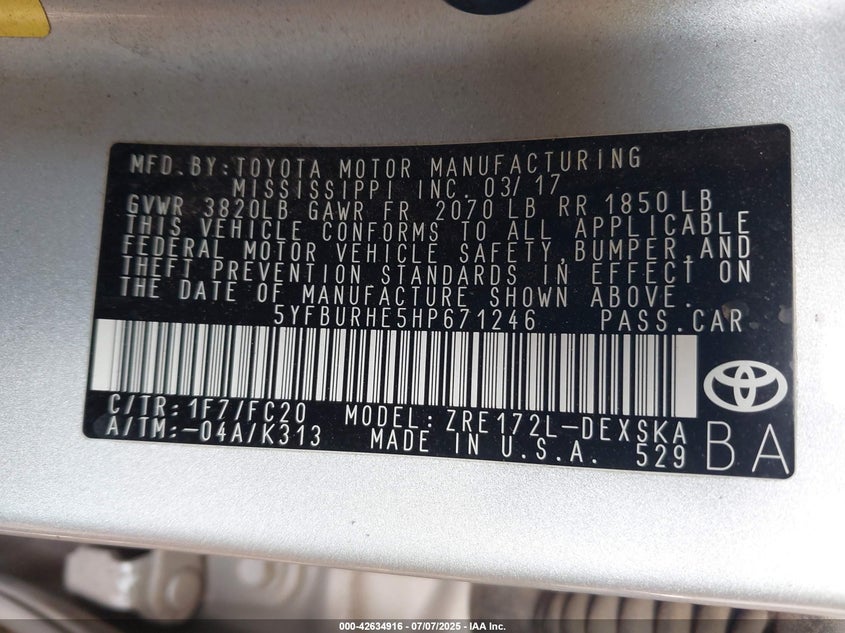 MFD.BY:TOYOTA MOTOR MANUFACTURING
MISSISSIPPI INC. 03/17
GVWR 3820LB GAWR FR 2070 LB RR 1850 LB
THIS VEHICLE CONFORMS TO ALL APPLICABLE
FEDERAL MOTOR VEHICLE SAFETY,BUMPER,AND
THEFT PREVENTION STANDARDS IN EFFECT ON
THE DATE OF MANUFACTURE SHOWN ABOVE.
5YFBURHE5HP671246 PASS.CAR
C/TR:1F7/FC20 MODEL:ZRE172L-DEXSKA
A/TM:-04A/K313 MADE IN U.S.A. 529 BA
000-42634916 - 07/07/2025 - IAA Inc.